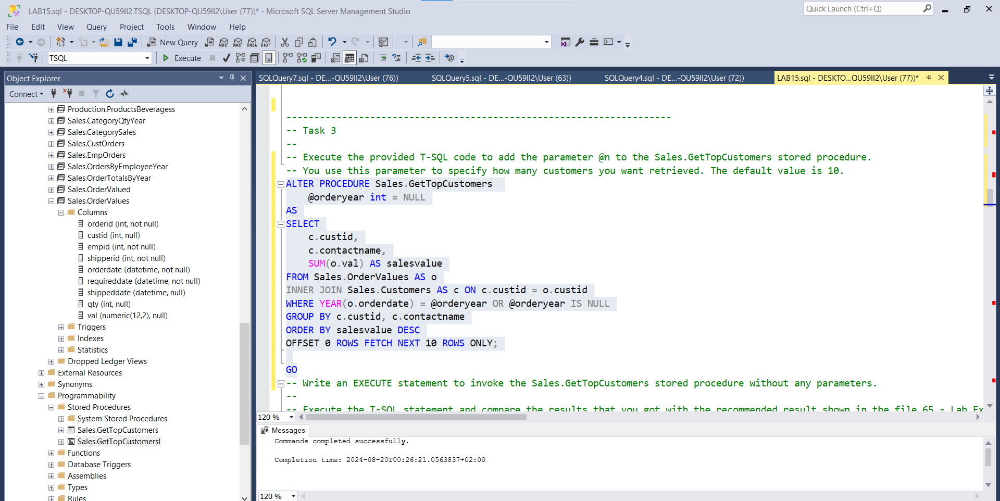 LAB15.sql - DESKTOP-QU59II2.TSQL (DESKTOP-QU59II2\User (77))* - Microsoft SQL Server Management Studio
Quick Launch (Ctrl+Q)
File Edit View Query Project Tools Window Help
New Query
MDX DMX XMLA DAX
TSQL
Execute
Object Explorer
Connect
Production.ProductsBeveragess
Sales.CategoryQtyYear
Sales.CategorySales
Sales.CustOrders
Sales.EmpOrders
Sales.OrdersByEmployeeYear
Sales.OrderTotalsByYear
Sales.OrderValued
Sales.OrderValues
Columns
orderid (int, not null)
custid (int, null)
empid (int, not null)
shipperid (int, not null)
orderdate (datetime, not null)
requireddate (datetime, not null)
shippeddate (datetime, null)
qty (int, null)
val (numeric(12,2), null)
Triggers
Indexes
Statistics
Dropped Ledger Views
External Resources
Synonyms
Programmability
Stored Procedures
System Stored Procedures
Sales.GetTopCustomers
Sales.GetTopCustomersI
Functions
Database Triggers
Assemblies
Types
Rules
SQLQuery7.sql - DE...-QU59II2\User (76))
SQLQuery5.sql - DE...-QU59II2\User (63))
SQLQuery4.sql - DE...-QU59II2\User (72))
LAB15.sql - DESKTO...QU59II2\User (77))*
---------------------------------------------------------------------
-- Task 3
--
-- Execute the provided T-SQL code to add the parameter @n to the Sales.GetTopCustomers stored procedure.
-- You use this parameter to specify how many customers you want retrieved. The default value is 10.
ALTER PROCEDURE Sales.GetTopCustomers
@orderyear int = NULL
AS
SELECT
c.custid,
c.contactname,
SUM(o.val) AS salesvalue
FROM Sales.OrderValues AS o
INNER JOIN Sales.Customers AS c ON c.custid = o.custid
WHERE YEAR(o.orderdate) = @orderyear OR @orderyear IS NULL
GROUP BY c.custid, c.contactname
ORDER BY salesvalue DESC
OFFSET 0 ROWS FETCH NEXT 10 ROWS ONLY;
GO
-- Write an EXECUTE statement to invoke the Sales.GetTopCustomers stored procedure without any parameters.
--
-- Execute the T-SQL statement and compare the results that you got with the recommended result shown in the file 65 - Lab Ex
120 %
Messages
Commands completed successfully.
Completion time: 2024-08-20T00:26:21.0563837+02:00
120 %